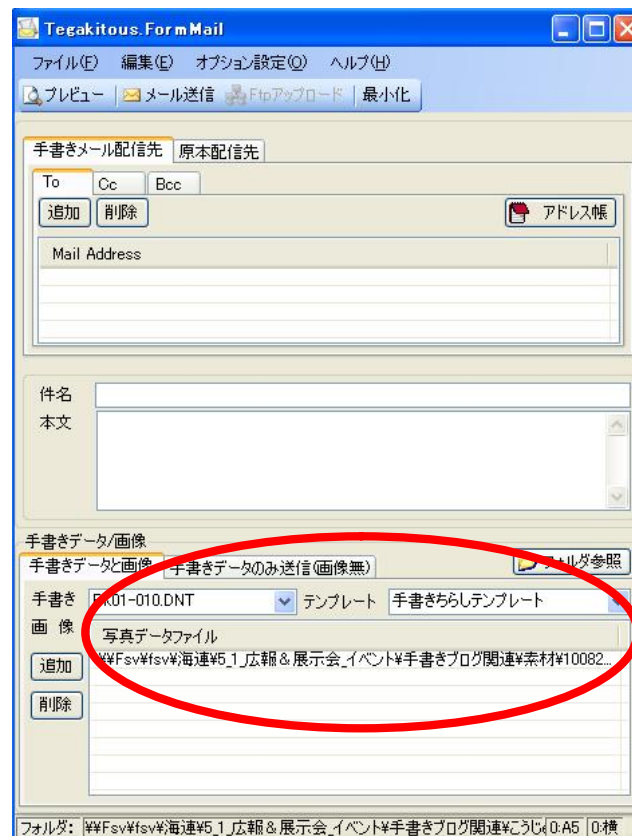 Tegakitous.FormMail
ファイル(F) 編集(E) オプション設定(O) ヘルプ(H)
プレビュー メール送信 Ftpアップロード 最小化
手書きメール配信先 原本配信先
To Cc Bcc
追加 削除 アドレス帳
Mail Address
件名
本文
手書きデータ/画像
手書きデータと画像 手書きデータのみ送信(画像無) フォルダ参照
手書き 01-010.DNT テンプレート 手書きちらしテンプレート
画 像 写真データファイル
追加 ¥¥Fsv¥fsv¥海連¥5_1_広報&展示会_イベント¥手書きブログ関連¥素材¥10082...
削除
フォルダ: ¥¥Fsv¥fsv¥海連¥5_1_広報&展示会_イベント¥手書きブログ関連¥こうじ 0:A5 0:横